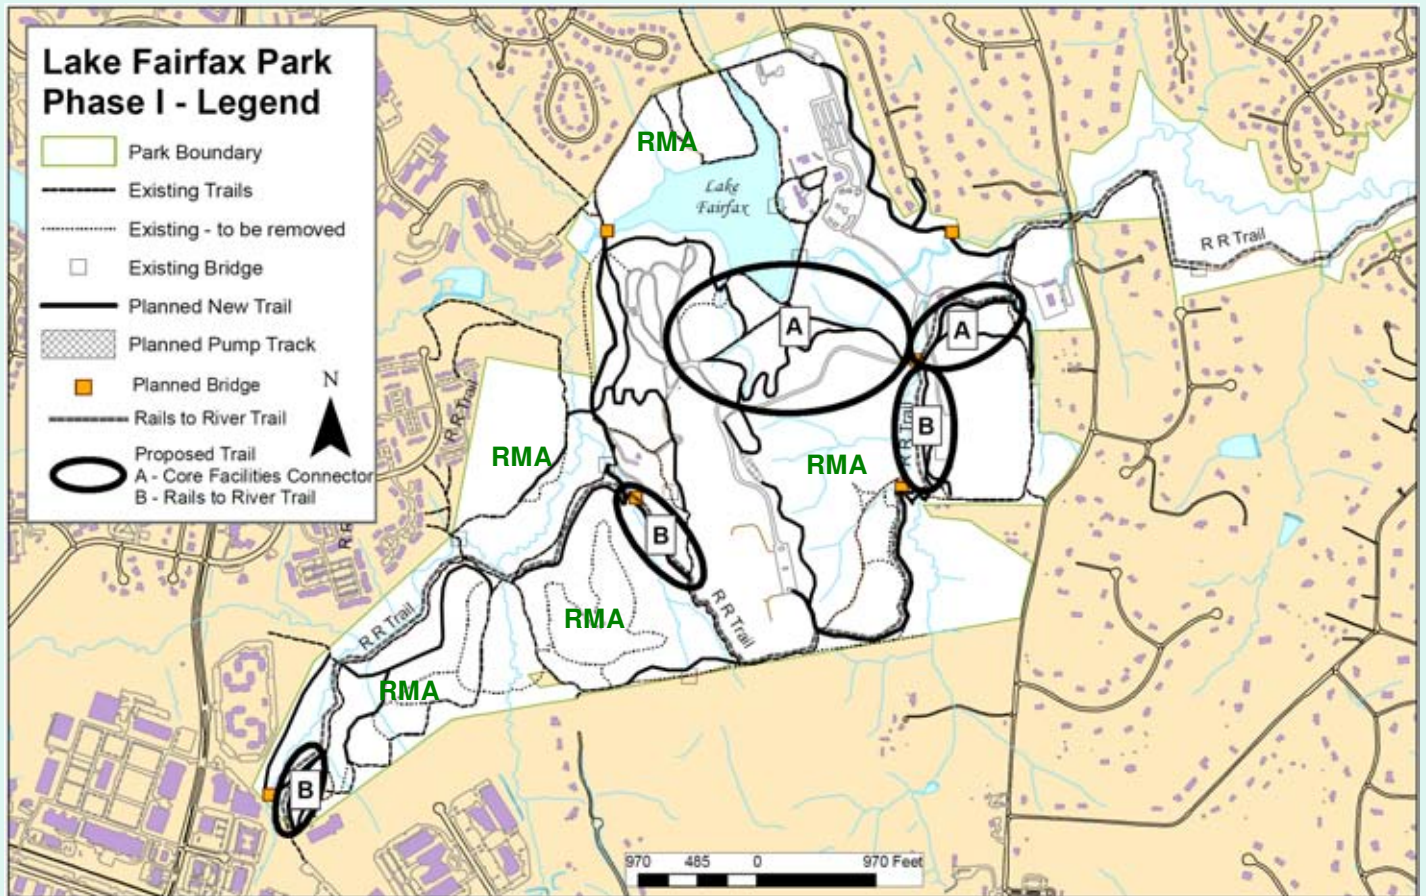 Lake Fairfax Park
Phase I - Legend
Park Boundary
Existing Trails
Existing - to be removed
Existing Bridge
Planned New Trail
Planned Pump Track
Planned Bridge
N
Rails to River Trail
Proposed Trail
A - Core Facilities Connector
B - Rails to River Trail
RMA
Lake
Fairfax
R R Trail
A
A
R R Trail
B
R R Trail
RMA
RMA
R R
B
R R Trail
RMA
R R Trail
RMA
B
970 485 0 970 Feet